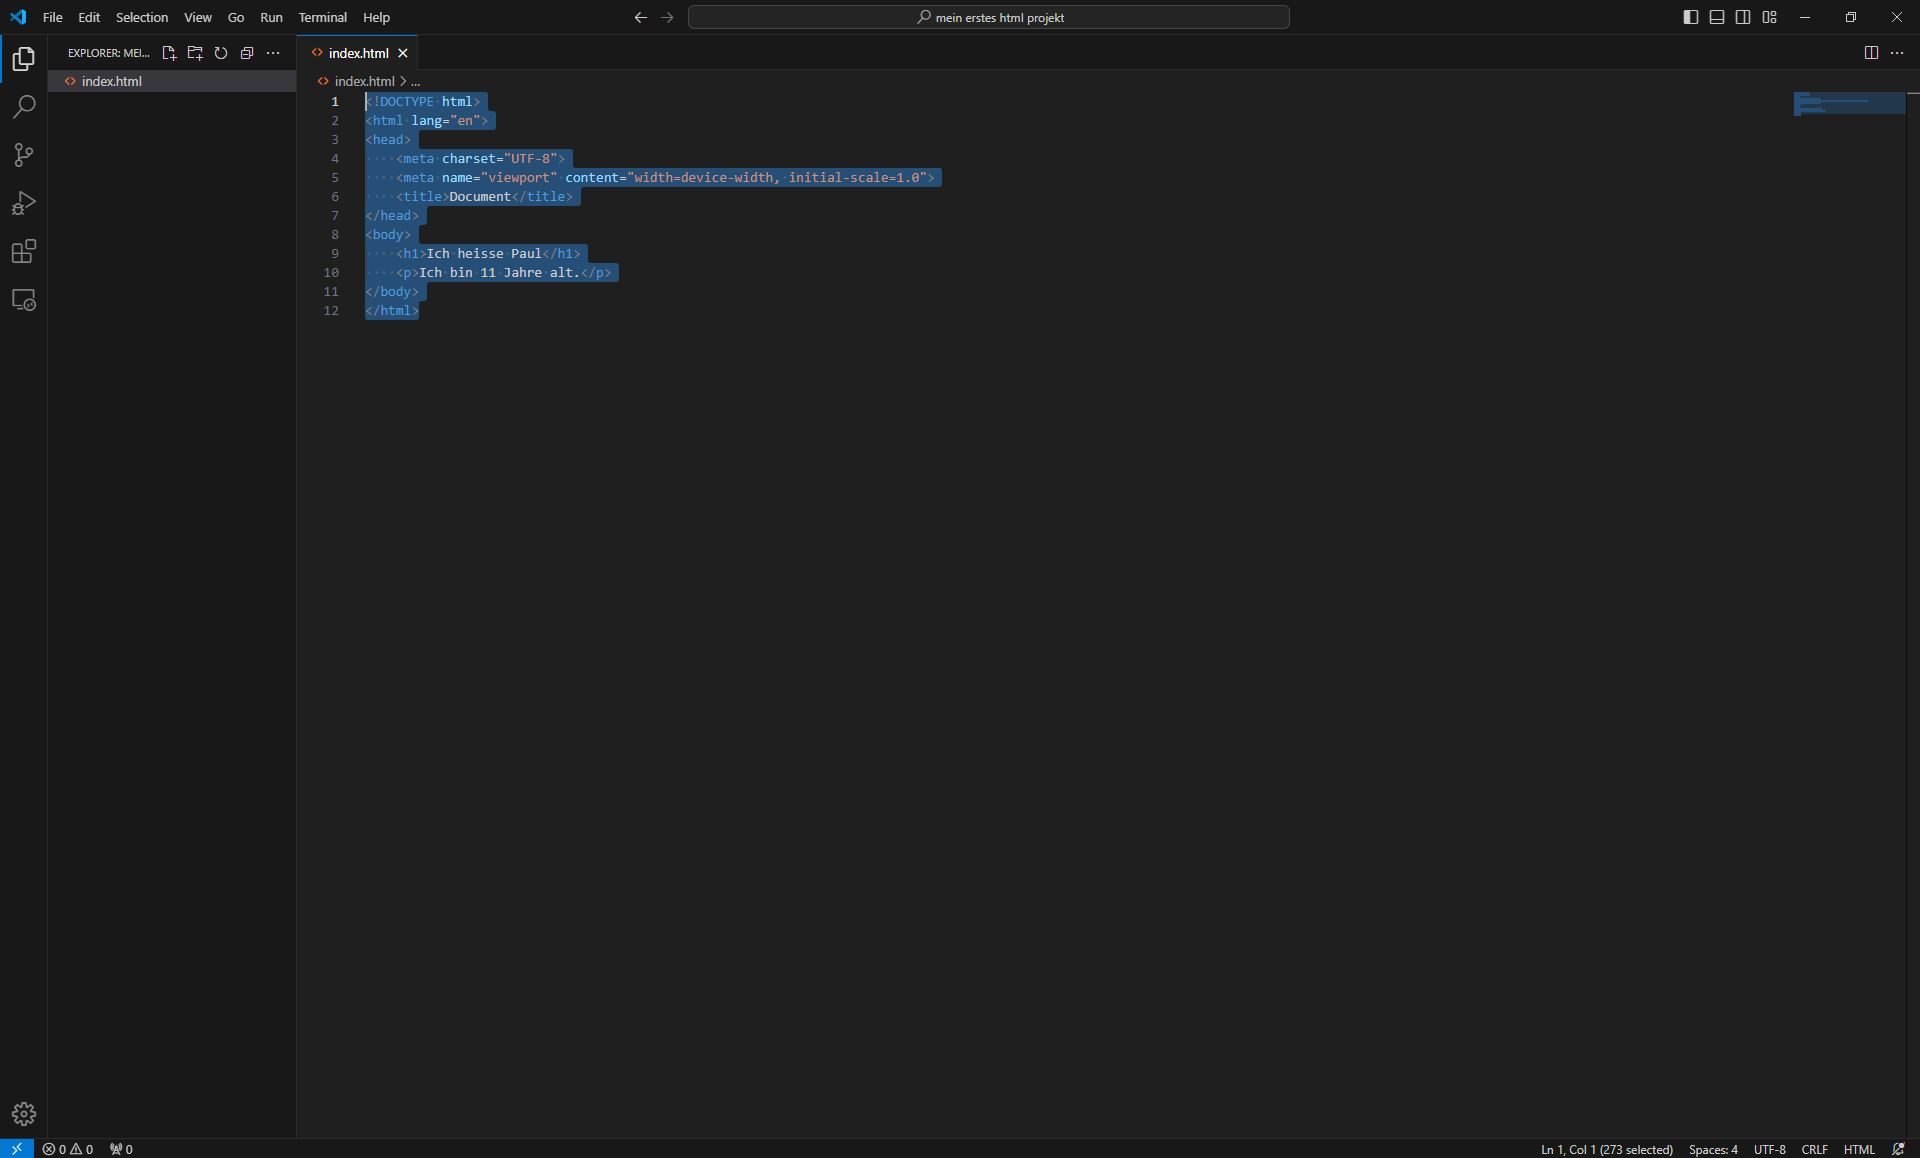 File Edit Selection View Go Run Terminal Help
mein erstes html projekt
EXPLORER: MEI...
index.html
index.html
index.html > ...
1 <!DOCTYPE html>
2 <html lang="en">
3 <head>
4 <meta charset="UTF-8">
5 <meta name="viewport" content="width=device-width, initial-scale=1.0">
6 <title>Document</title>
7 </head>
8 <body>
9 <h1>Ich heisse Paul</h1>
10 <p>Ich bin 11 Jahre alt.</p>
11 </body>
12 </html>
0 0 0
Ln 1, Col 1 (273 selected) Spaces: 4 UTF-8 CRLF HTML